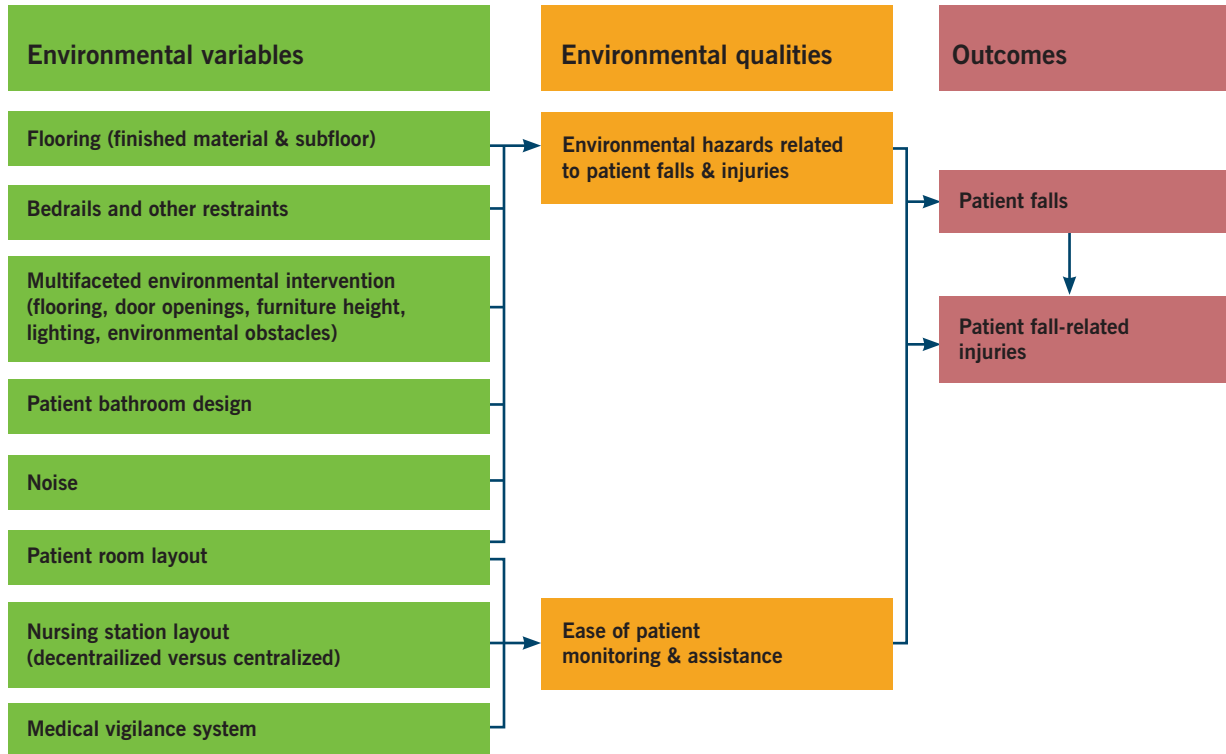 Environmental variables
Environmental qualities
Outcomes
Flooring (finished material & subfloor)
Bedrails and other restraints
Multifaceted environmental intervention
(flooring, door openings, furniture height,
lighting, environmental obstacles)
Patient bathroom design
Noise
Patient room layout
Nursing station layout
(decentrailized versus centralized)
Medical vigilance system
Environmental hazards related
to patient falls & injuries
Ease of patient
monitoring & assistance
Patient falls
Patient fall-related
injuries